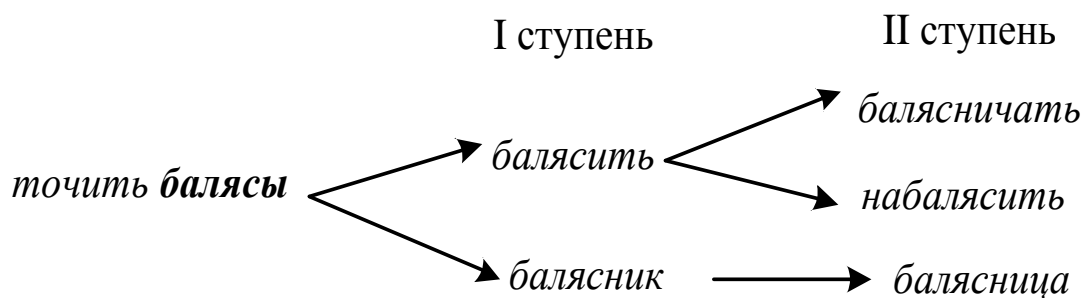 I ступень
II ступень
точить балясы
балясить
балясничать
набалясить
балясник
балясница